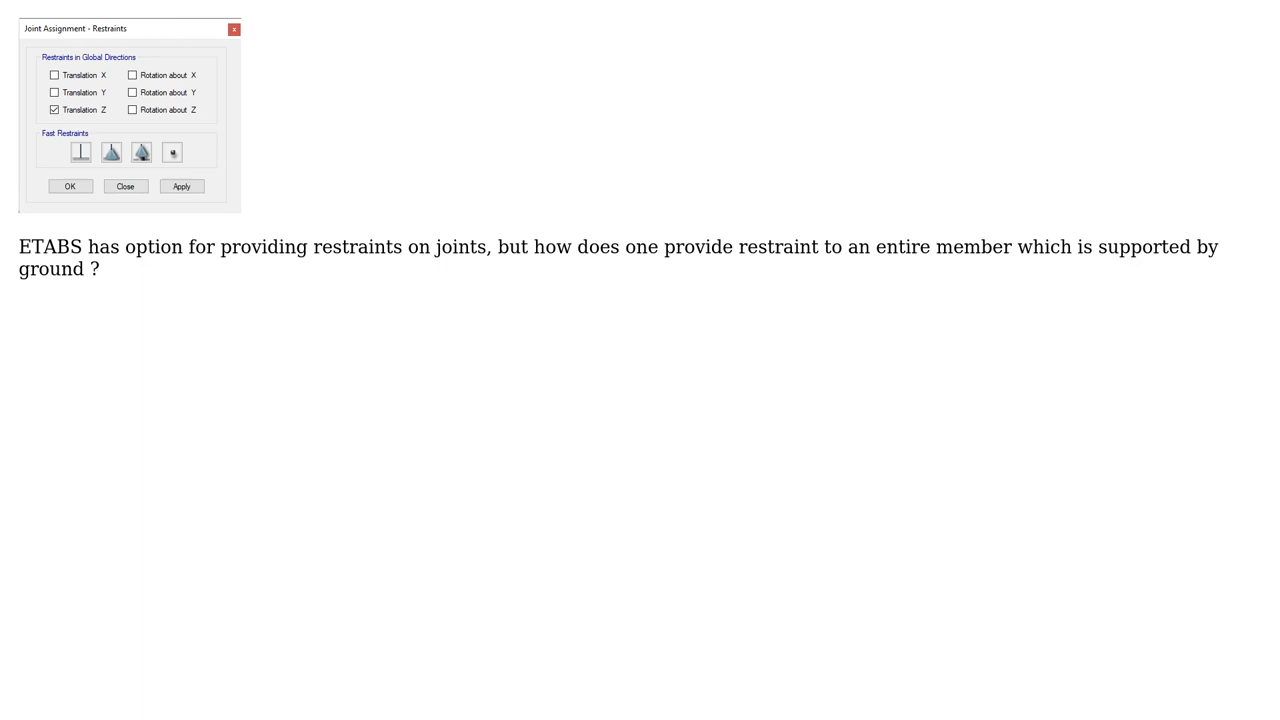 Joint Assignment - Restraints
x
Restraints in Global Directions
Translation X
Rotation about X
Translation Y
Rotation about Y
Translation Z
Rotation about Z
Fast Restraints
OK
Close
Apply
ETABS has option for providing restraints on joints, but how does one provide restraint to an entire member which is supported by
ground ?